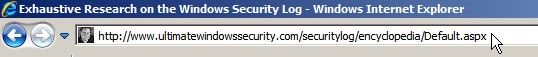 Exhaustive Research on the Windows Security Log - Windows Internet Explorer
http://www.ultimatewindowssecurity.com/securitylog/encyclopedia/Default.aspx